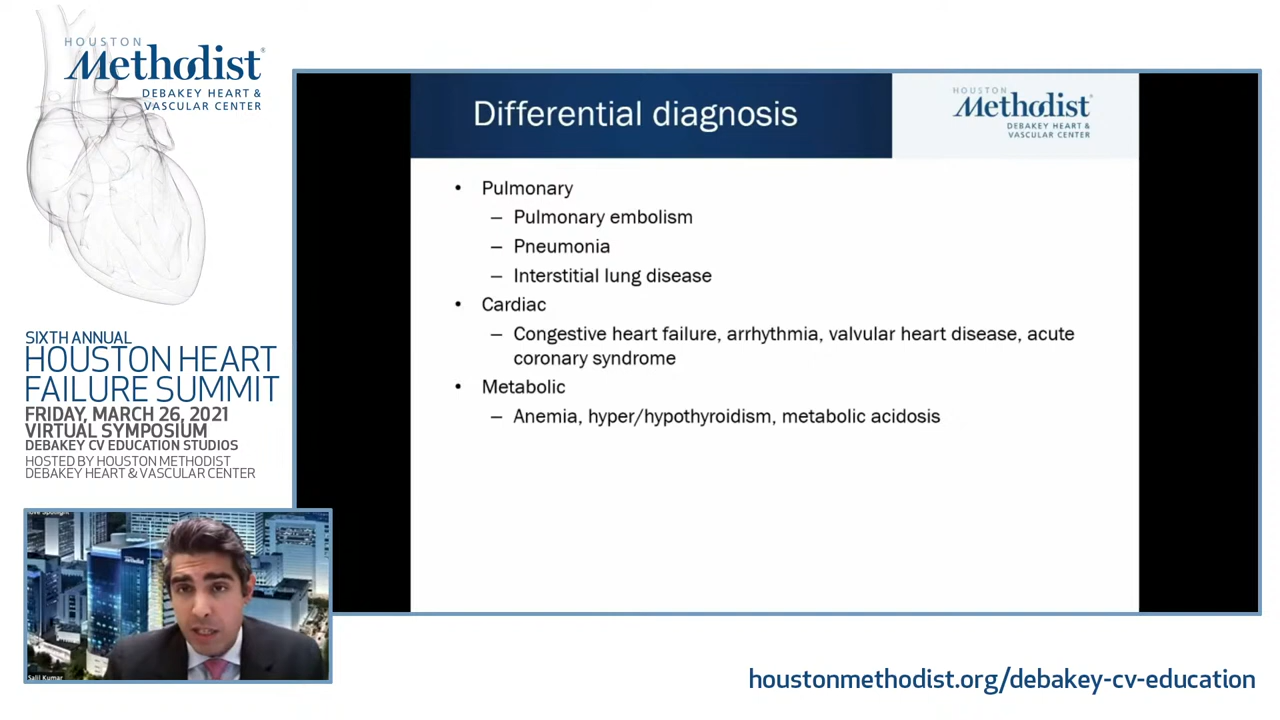 HOUSTON
Methodist®
DEBAKEY HEART &
VASCULAR CENTER
SIXTH ANNUAL
HOUSTON HEART
FAILURE SUMMIT
FRIDAY, MARCH 26, 2021
VIRTUAL SYMPOSIUM
DEBAKEY CV EDUCATION STUDIOS
HOSTED BY HOUSTON METHODIST
DEBAKEY HEART & VASCULAR CENTER
Differential diagnosis
HOUSTON
Methodist®
DEBAKEY HEART &
VASCULAR CENTER
• Pulmonary
– Pulmonary embolism
– Pneumonia
– Interstitial lung disease
• Cardiac
– Congestive heart failure, arrhythmia, valvular heart disease, acute
coronary syndrome
• Metabolic
– Anemia, hyper/hypothyroidism, metabolic acidosis
Salil Kumar
houstonmethodist.org/debakey-cv-education